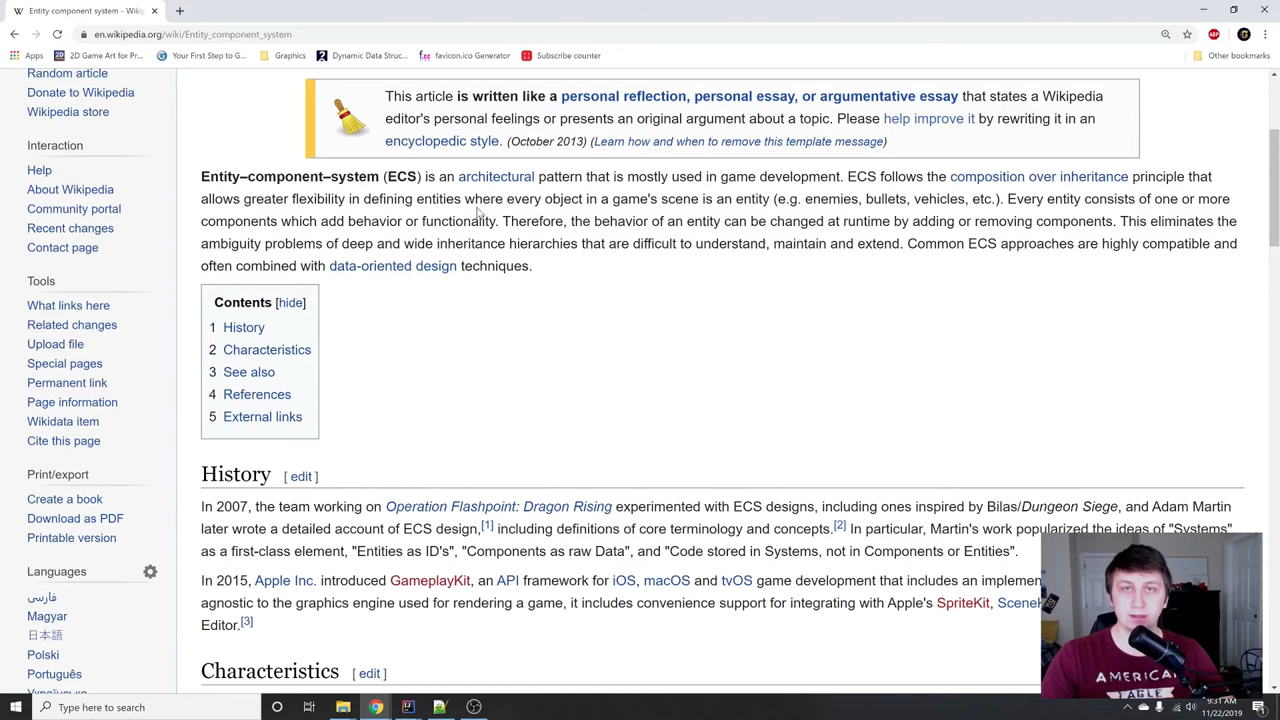 Entity component system - Wiki
en.wikipedia.org/wiki/Entity_component_system
Apps
2D Game Art for Pr...
Your First Step to G...
Graphics
Dynamic Data Struc...
favicon.ico Generator
Subscribe counter
Other bookmarks
Random article
Donate to Wikipedia
Wikipedia store
Interaction
Help
About Wikipedia
Community portal
Recent changes
Contact page
Tools
What links here
Related changes
Upload file
Special pages
Permanent link
Page information
Wikidata item
Cite this page
Print/export
Create a book
Download as PDF
Printable version
Languages
فارسی
Magyar
日本語
Polski
Português
Українська
This article is written like a personal reflection, personal essay, or argumentative essay that states a Wikipedia
editor's personal feelings or presents an original argument about a topic. Please help improve it by rewriting it in an
encyclopedic style. (October 2013) (Learn how and when to remove this template message)
Entity–component–system (ECS) is an architectural pattern that is mostly used in game development. ECS follows the composition over inheritance principle that
allows greater flexibility in defining entities where every object in a game's scene is an entity (e.g. enemies, bullets, vehicles, etc.). Every entity consists of one or more
components which add behavior or functionality. Therefore, the behavior of an entity can be changed at runtime by adding or removing components. This eliminates the
ambiguity problems of deep and wide inheritance hierarchies that are difficult to understand, maintain and extend. Common ECS approaches are highly compatible and
often combined with data-oriented design techniques.
Contents [hide]
1 History
2 Characteristics
3 See also
4 References
5 External links
History [ edit ]
In 2007, the team working on Operation Flashpoint: Dragon Rising experimented with ECS designs, including ones inspired by Bilas/Dungeon Siege, and Adam Martin
later wrote a detailed account of ECS design,[1] including definitions of core terminology and concepts.[2] In particular, Martin's work popularized the ideas of "Systems"
as a first-class element, "Entities as ID's", "Components as raw Data", and "Code stored in Systems, not in Components or Entities".
In 2015, Apple Inc. introduced GameplayKit, an API framework for iOS, macOS and tvOS game development that includes an implemen
agnostic to the graphics engine used for rendering a game, it includes convenience support for integrating with Apple's SpriteKit, SceneK
Editor.[3]
Characteristics [ edit ]
AMERICAN
EAGLE
Type here to search
9:31 AM
11/22/2019